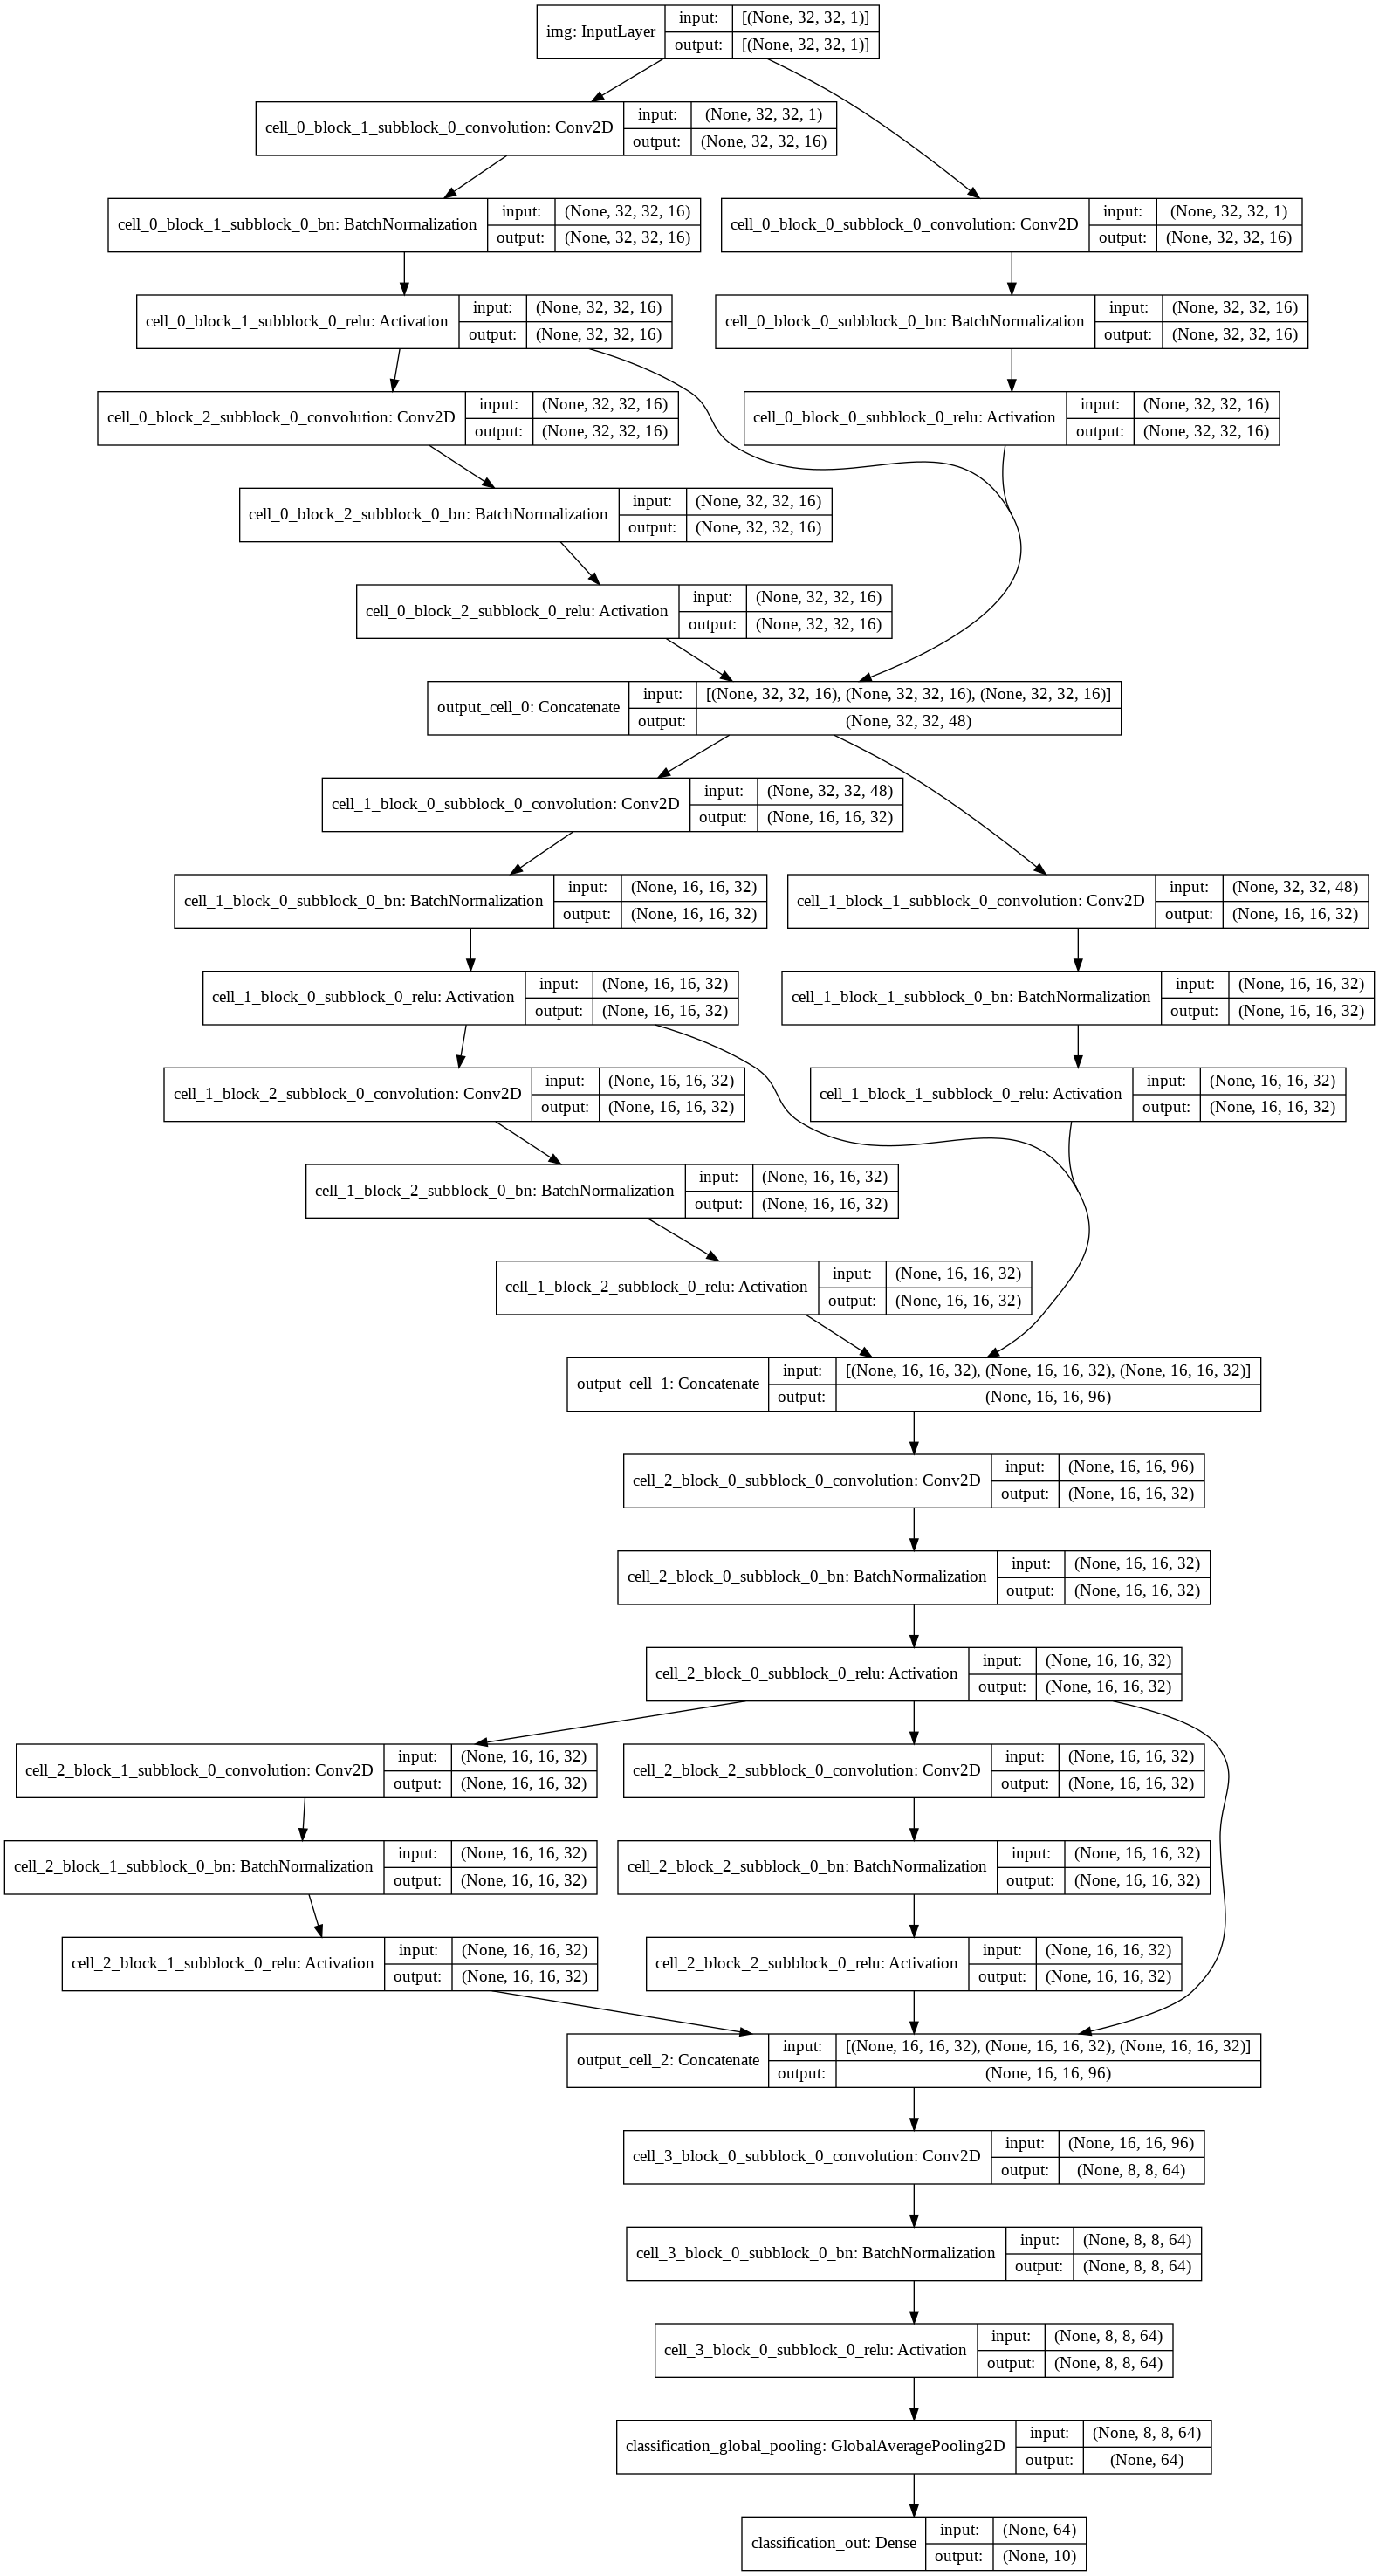 img: InputLayer
input: [(None, 32, 32, 1)]
output: [(None, 32, 32, 1)]
cell_0_block_1_subblock_0_convolution: Conv2D
input: (None, 32, 32, 1)
output: (None, 32, 32, 16)
cell_0_block_1_subblock_0_bn: BatchNormalization
input: (None, 32, 32, 16)
output: (None, 32, 32, 16)
cell_0_block_0_subblock_0_convolution: Conv2D
input: (None, 32, 32, 1)
output: (None, 32, 32, 16)
cell_0_block_1_subblock_0_relu: Activation
input: (None, 32, 32, 16)
output: (None, 32, 32, 16)
cell_0_block_0_subblock_0_bn: BatchNormalization
input: (None, 32, 32, 16)
output: (None, 32, 32, 16)
cell_0_block_2_subblock_0_convolution: Conv2D
input: (None, 32, 32, 16)
output: (None, 32, 32, 16)
cell_0_block_0_subblock_0_relu: Activation
input: (None, 32, 32, 16)
output: (None, 32, 32, 16)
cell_0_block_2_subblock_0_bn: BatchNormalization
input: (None, 32, 32, 16)
output: (None, 32, 32, 16)
cell_0_block_2_subblock_0_relu: Activation
input: (None, 32, 32, 16)
output: (None, 32, 32, 16)
output_cell_0: Concatenate
input: [(None, 32, 32, 16), (None, 32, 32, 16), (None, 32, 32, 16)]
output: (None, 32, 32, 48)
cell_1_block_0_subblock_0_convolution: Conv2D
input: (None, 32, 32, 48)
output: (None, 16, 16, 32)
cell_1_block_0_subblock_0_bn: BatchNormalization
input: (None, 16, 16, 32)
output: (None, 16, 16, 32)
cell_1_block_1_subblock_0_convolution: Conv2D
input: (None, 32, 32, 48)
output: (None, 16, 16, 32)
cell_1_block_0_subblock_0_relu: Activation
input: (None, 16, 16, 32)
output: (None, 16, 16, 32)
cell_1_block_1_subblock_0_bn: BatchNormalization
input: (None, 16, 16, 32)
output: (None, 16, 16, 32)
cell_1_block_2_subblock_0_convolution: Conv2D
input: (None, 16, 16, 32)
output: (None, 16, 16, 32)
cell_1_block_1_subblock_0_relu: Activation
input: (None, 16, 16, 32)
output: (None, 16, 16, 32)
cell_1_block_2_subblock_0_bn: BatchNormalization
input: (None, 16, 16, 32)
output: (None, 16, 16, 32)
cell_1_block_2_subblock_0_relu: Activation
input: (None, 16, 16, 32)
output: (None, 16, 16, 32)
output_cell_1: Concatenate
input: [(None, 16, 16, 32), (None, 16, 16, 32), (None, 16, 16, 32)]
output: (None, 16, 16, 96)
cell_2_block_0_subblock_0_convolution: Conv2D
input: (None, 16, 16, 96)
output: (None, 16, 16, 32)
cell_2_block_0_subblock_0_bn: BatchNormalization
input: (None, 16, 16, 32)
output: (None, 16, 16, 32)
cell_2_block_0_subblock_0_relu: Activation
input: (None, 16, 16, 32)
output: (None, 16, 16, 32)
cell_2_block_1_subblock_0_convolution: Conv2D
input: (None, 16, 16, 32)
output: (None, 16, 16, 32)
cell_2_block_2_subblock_0_convolution: Conv2D
input: (None, 16, 16, 32)
output: (None, 16, 16, 32)
cell_2_block_1_subblock_0_bn: BatchNormalization
input: (None, 16, 16, 32)
output: (None, 16, 16, 32)
cell_2_block_2_subblock_0_bn: BatchNormalization
input: (None, 16, 16, 32)
output: (None, 16, 16, 32)
cell_2_block_1_subblock_0_relu: Activation
input: (None, 16, 16, 32)
output: (None, 16, 16, 32)
cell_2_block_2_subblock_0_relu: Activation
input: (None, 16, 16, 32)
output: (None, 16, 16, 32)
output_cell_2: Concatenate
input: [(None, 16, 16, 32), (None, 16, 16, 32), (None, 16, 16, 32)]
output: (None, 16, 16, 96)
cell_3_block_0_subblock_0_convolution: Conv2D
input: (None, 16, 16, 96)
output: (None, 8, 8, 64)
cell_3_block_0_subblock_0_bn: BatchNormalization
input: (None, 8, 8, 64)
output: (None, 8, 8, 64)
cell_3_block_0_subblock_0_relu: Activation
input: (None, 8, 8, 64)
output: (None, 8, 8, 64)
classification_global_pooling: GlobalAveragePooling2D
input: (None, 8, 8, 64)
output: (None, 64)
classification_out: Dense
input: (None, 64)
output: (None, 10)